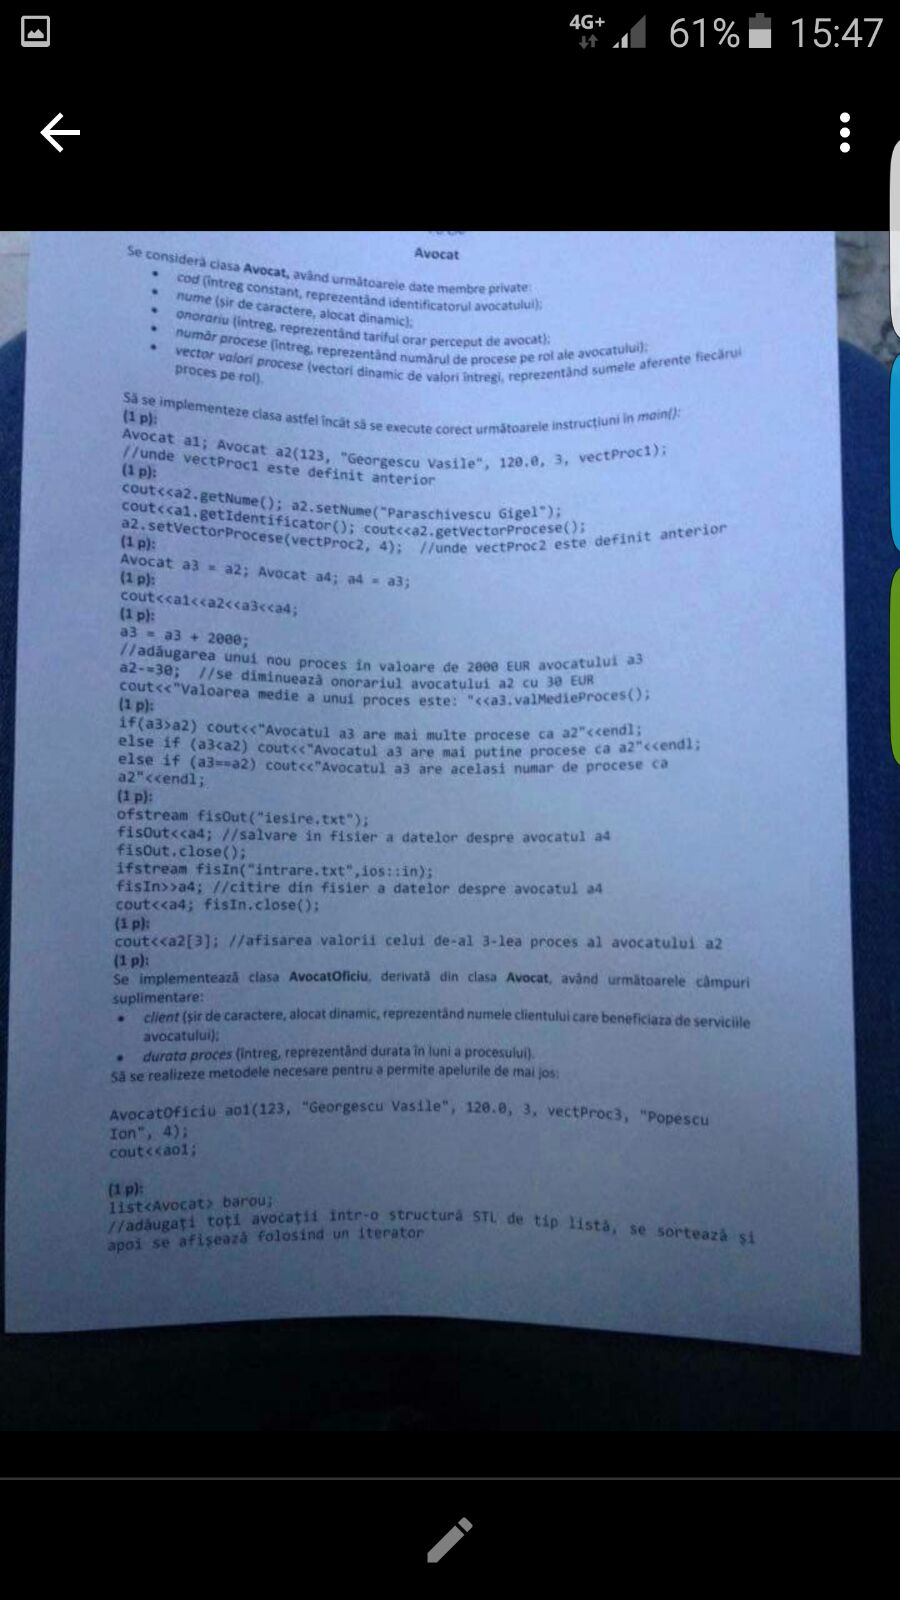 4G+ 61% 15:47
Avocat
Se consideră clasa Avocat, având următoarele date membre private:
• cod (întreg constant, reprezentând identificatorul avocatului);
• nume (șir de caractere, alocat dinamic);
• onorariu (întreg, reprezentând tariful orar perceput de avocat);
• număr procese (întreg, reprezentând numărul de procese pe rol ale avocatului);
• vector valori procese (vectori dinamic de valori întregi, reprezentând sumele aferente fiecărui
proces pe rol).
Să se implementeze clasa astfel încât să se execute corect următoarele instrucțiuni în main():
(1 p):
Avocat a1; Avocat a2(123, "Georgescu Vasile", 120.0, 3, vectProc1);
//unde vectProc1 este definit anterior
(1 p):
cout<<a2.getNume(); a2.setNume("Paraschivescu Gigel");
cout<<a1.getIdentificator(); cout<<a2.getVectorProcese();
a2.setVectorProcese(vectProc2, 4); //unde vectProc2 este definit anterior
(1 p):
Avocat a3 = a2; Avocat a4; a4 = a3;
(1 p):
cout<<a1<<a2<<a3<<a4;
(1 p):
a3 = a3 + 2000;
//adăugarea unui nou proces in valoare de 2000 EUR avocatului a3
a2-=30; //se diminuează onorariul avocatului a2 cu 30 EUR
cout<<"Valoarea medie a unui proces este: "<<a3.valMedieProces();
(1 p):
if(a3>a2) cout<<"Avocatul a3 are mai multe procese ca a2"<<endl;
else if (a3<a2) cout<<"Avocatul a3 are mai putine procese ca a2"<<endl;
else if (a3==a2) cout<<"Avocatul a3 are acelasi numar de procese ca
a2"<<endl;
(1 p):
ofstream fisOut("iesire.txt");
fisOut<<a4; //salvare in fisier a datelor despre avocatul a4
fisOut.close();
ifstream fisIn("intrare.txt",ios::in);
fisIn>>a4; //citire din fisier a datelor despre avocatul a4
cout<<a4; fisIn.close();
(1 p):
cout<<a2[3]; //afisarea valorii celui de-al 3-lea proces al avocatului a2
(1 p):
Se implementează clasa AvocatOficiu, derivată din clasa Avocat, având următoarele câmpuri
suplimentare:
• client (șir de caractere, alocat dinamic, reprezentând numele clientului care beneficiaza de serviciile
avocatului);
• durata proces (întreg, reprezentând durata în luni a procesului).
Să se realizeze metodele necesare pentru a permite apelurile de mai jos:
AvocatOficiu ao1(123, "Georgescu Vasile", 120.0, 3, vectProc3, "Popescu
Ion", 4);
cout<<ao1;
(1 p):
list<Avocat> barou;
//adăugați toți avocații intr-o structură STL de tip listă, se sortează și
apoi se afișează folosind un iterator